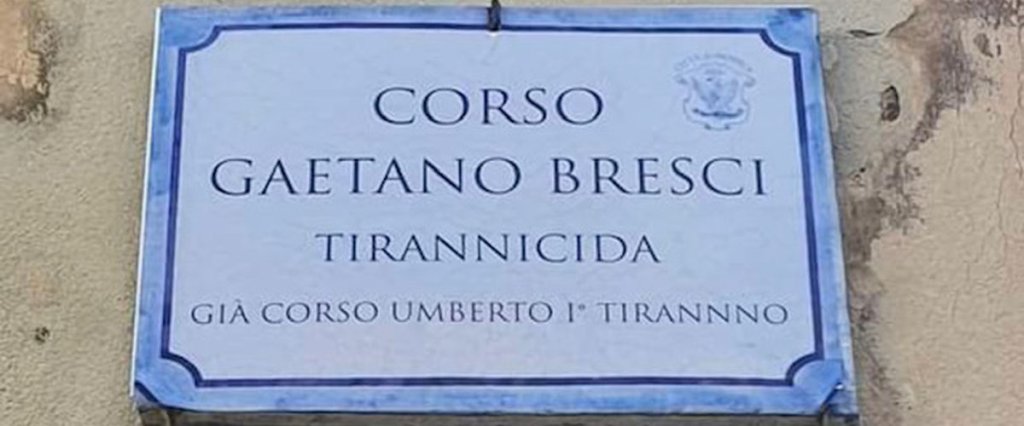 CORSO
GAETANO BRESCI
TIRANNICIDA
GIÀ CORSO UMBERTO I° TIRANNNO